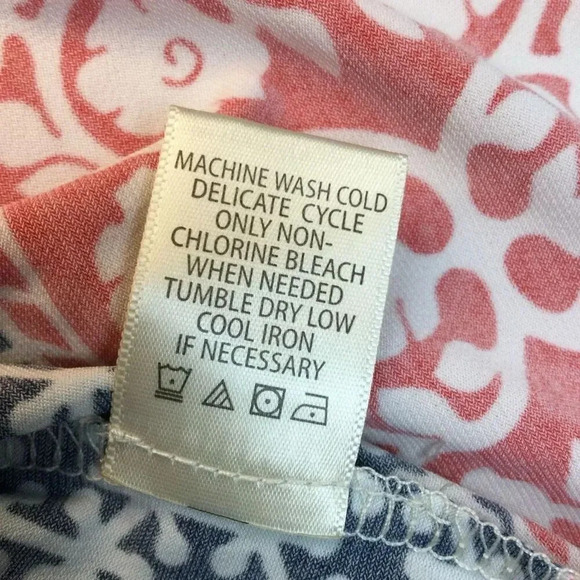 MACHINE WASH COLD
DELICATE CYCLE
ONLY NON-
CHLORINE BLEACH
WHEN NEEDED
TUMBLE DRY LOW
COOL IRON
IF NECESSARY